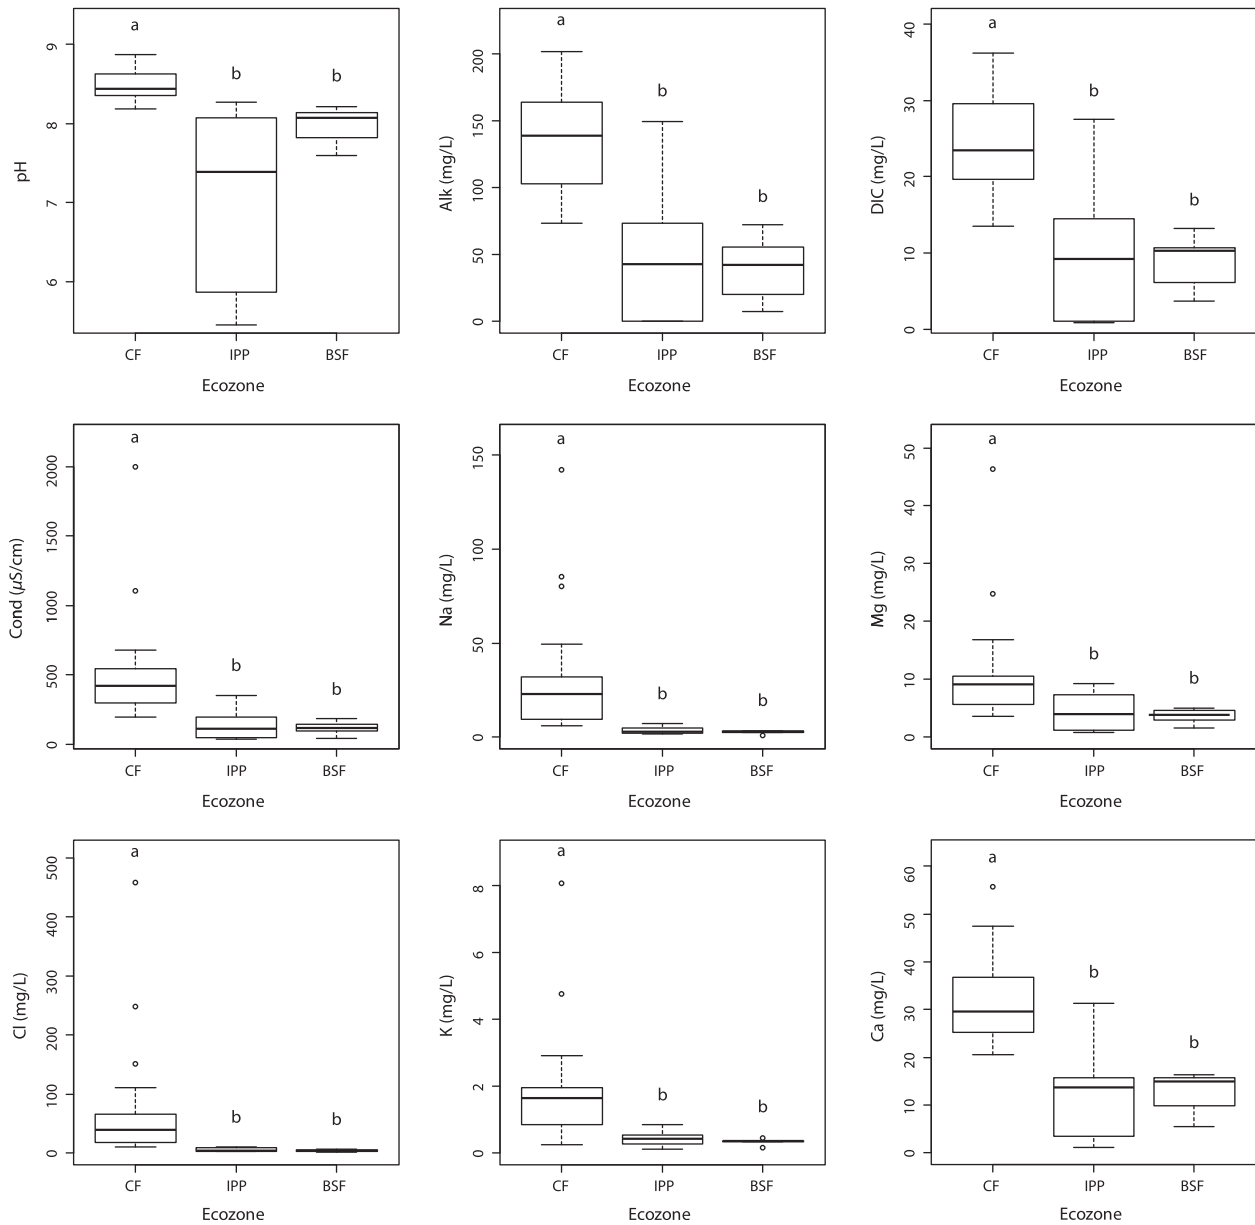 a
b
b
pH
9
8
7
6
CF IPP BSF
Ecozone
a
b
b
Alk (mg/L)
200
150
100
50
0
CF IPP BSF
Ecozone
a
b
b
DIC (mg/L)
40
30
20
10
0
CF IPP BSF
Ecozone
a
b
b
Cond (µS/cm)
2000
1500
1000
500
0
CF IPP BSF
Ecozone
a
b
b
Na (mg/L)
150
100
50
0
CF IPP BSF
Ecozone
a
b
b
Mg (mg/L)
50
40
30
20
10
0
CF IPP BSF
Ecozone
a
b
b
Cl (mg/L)
500
400
300
200
100
0
CF IPP BSF
Ecozone
a
b
b
K (mg/L)
8
6
4
2
0
CF IPP BSF
Ecozone
a
b
b
Ca (mg/L)
60
50
40
30
20
10
0
CF IPP BSF
Ecozone